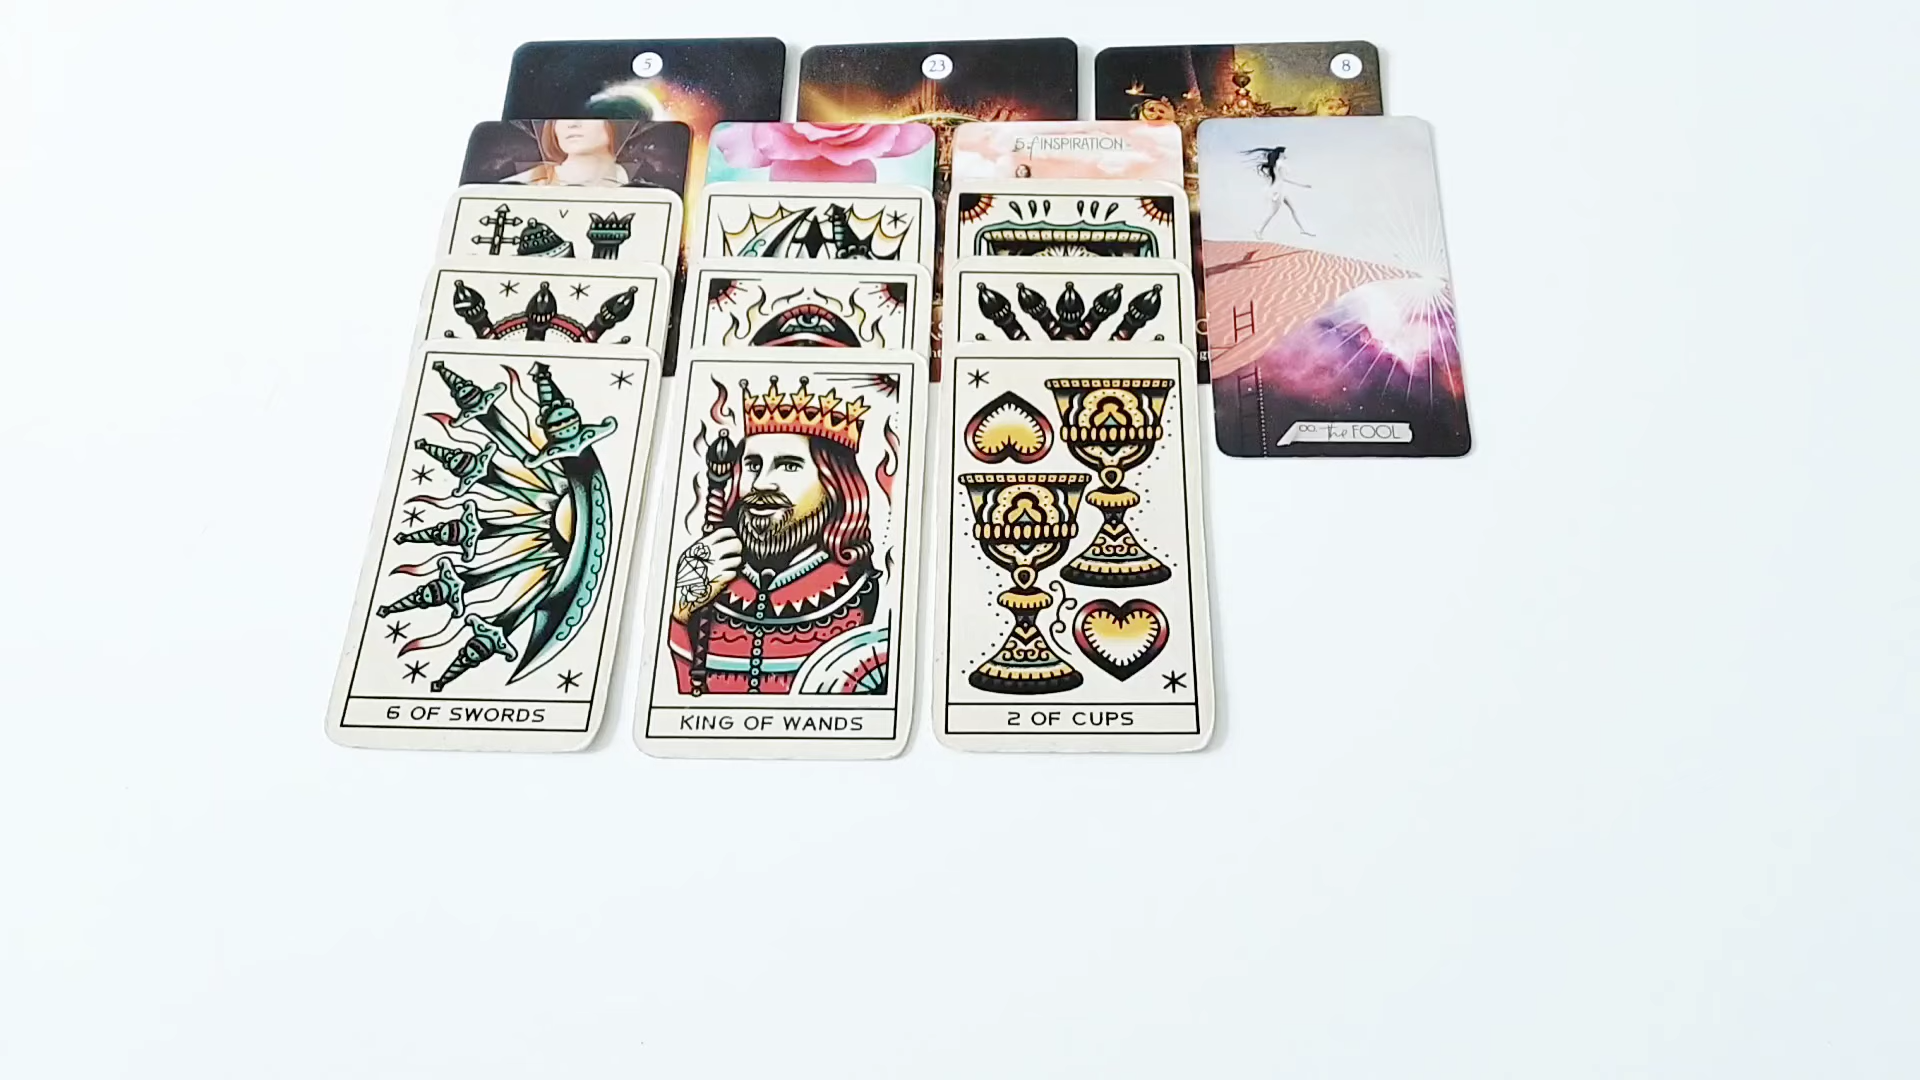 5
23
8
5 of INSPIRATION
V
∞ the FOOL
6 OF SWORDS
KING OF WANDS
2 OF CUPS